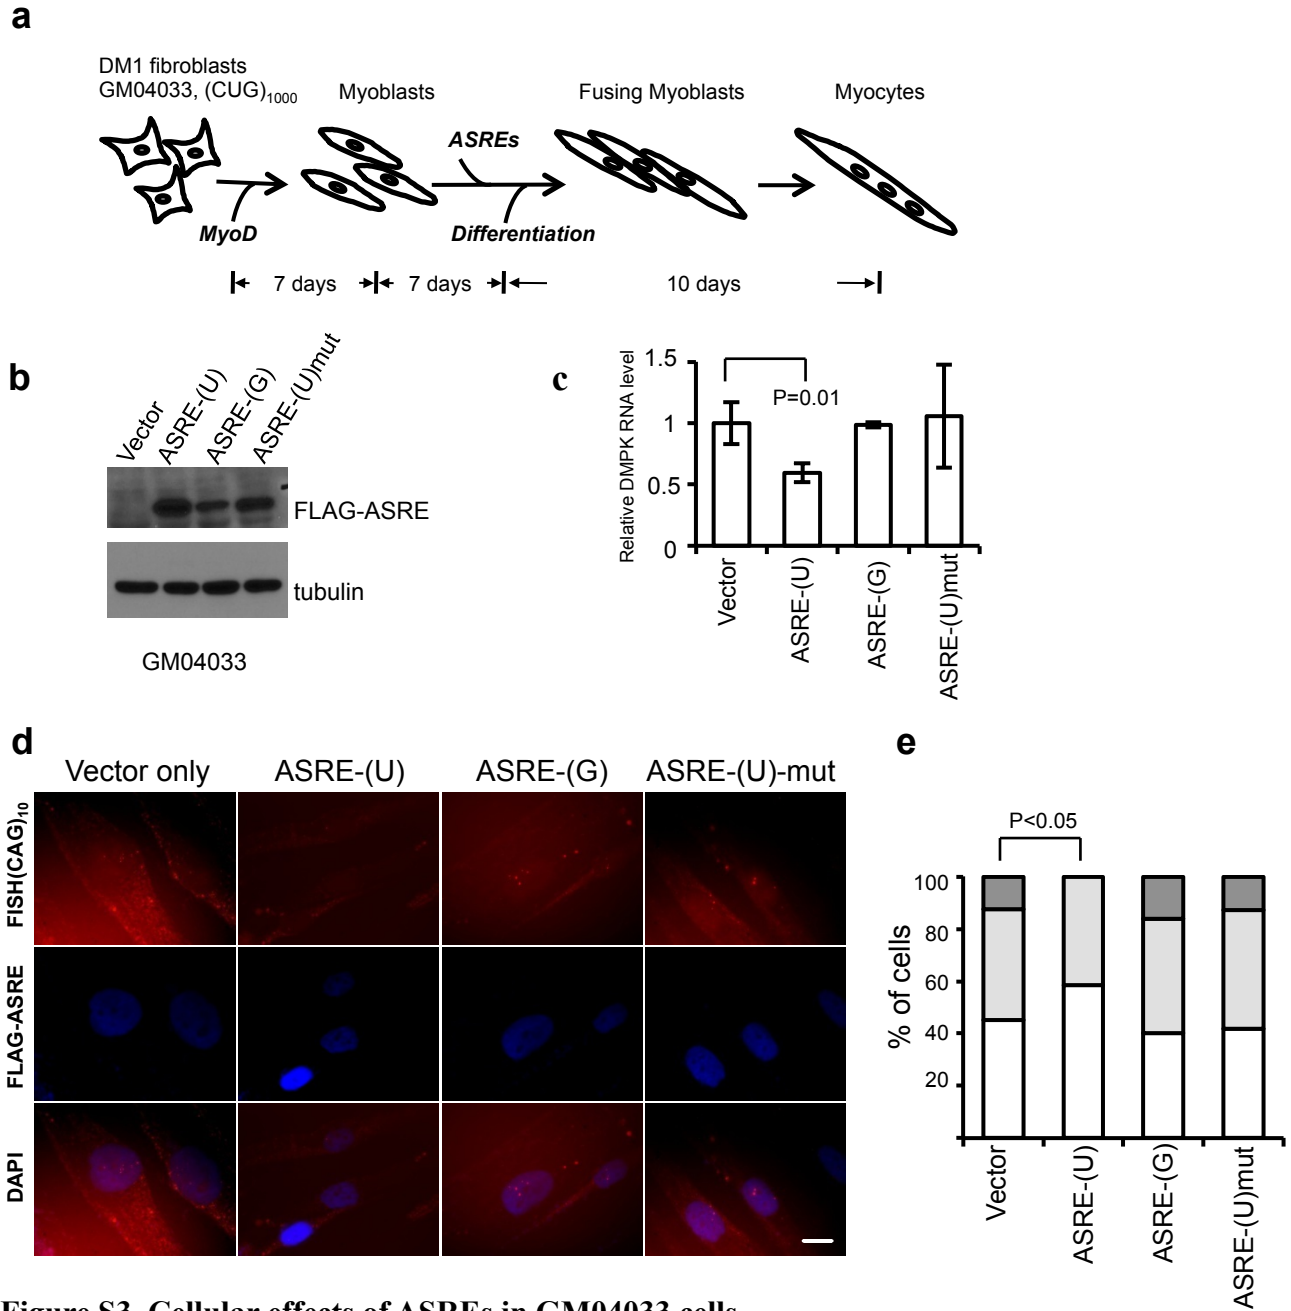 a
DM1 fibroblasts
GM04033, (CUG)1000
Myoblasts
Fusing Myoblasts
Myocytes
ASREs
MyoD
Differentiation
7 days
7 days
10 days
b
Vector
ASRE-(U)
ASRE-(G)
ASRE-(U)mut
FLAG-ASRE
tubulin
GM04033
c
Relative DMPK RNA level
1.5
1
0.5
0
P=0.01
Vector
ASRE-(U)
ASRE-(G)
ASRE-(U)mut
d
Vector only
ASRE-(U)
ASRE-(G)
ASRE-(U)-mut
FISH(CAG)10
FLAG-ASRE
DAPI
e
P<0.05
% of cells
100
80
60
40
20
Vector
ASRE-(U)
ASRE-(G)
ASRE-(U)mut
Figure S3. Cellular effects of ASREs in GM04033 cells